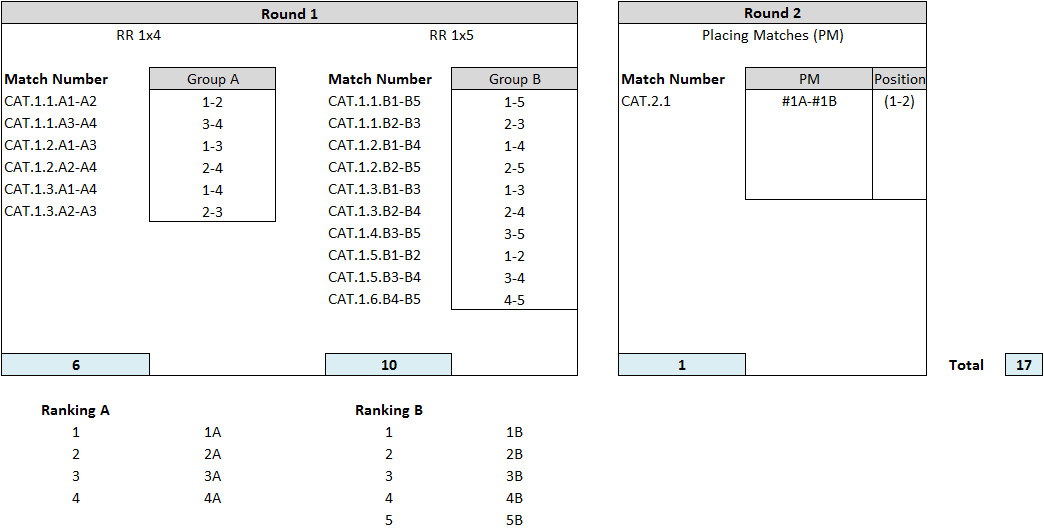 Round 1 Round 2
RR 1x4 RR 1x5 Placing Matches (PM)
Match Number Group A Match Number Group B Match Number PM Position
CAT.1.1.A1-A2 1-2 CAT.1.1.B1-B5 1-5 CAT.2.1 #1A-#1B (1-2)
CAT.1.1.A3-A4 3-4 CAT.1.1.B2-B3 2-3
CAT.1.2.A1-A3 1-3 CAT.1.2.B1-B4 1-4
CAT.1.2.A2-A4 2-4 CAT.1.2.B2-B5 2-5
CAT.1.3.A1-A4 1-4 CAT.1.3.B1-B3 1-3
CAT.1.3.A2-A3 2-3 CAT.1.3.B2-B4 2-4
CAT.1.4.B3-B5 3-5
CAT.1.5.B1-B2 1-2
CAT.1.5.B3-B4 3-4
CAT.1.6.B4-B5 4-5
6 10 1 Total 17
Ranking A Ranking B
1 1A 1 1B
2 2A 2 2B
3 3A 3 3B
4 4A 4 4B
5 5B